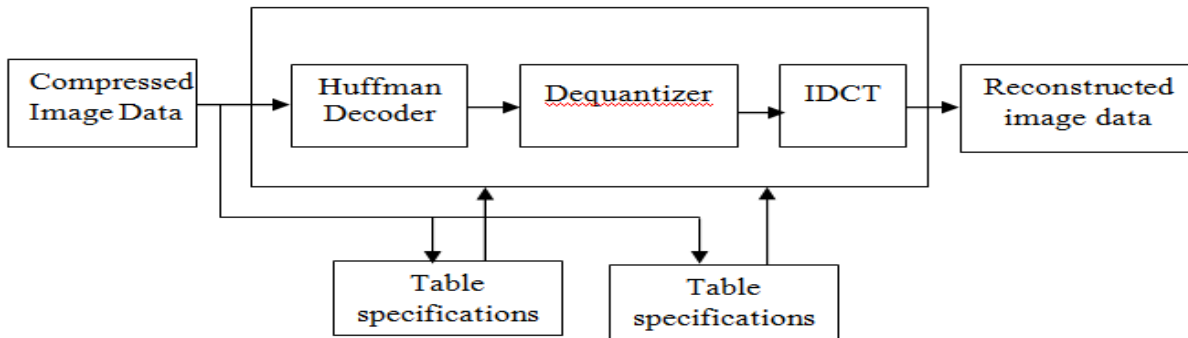 Compressed
Image Data
Huffman
Decoder
Dequantizer
IDCT
Reconstructed
image data
Table
specifications
Table
specifications